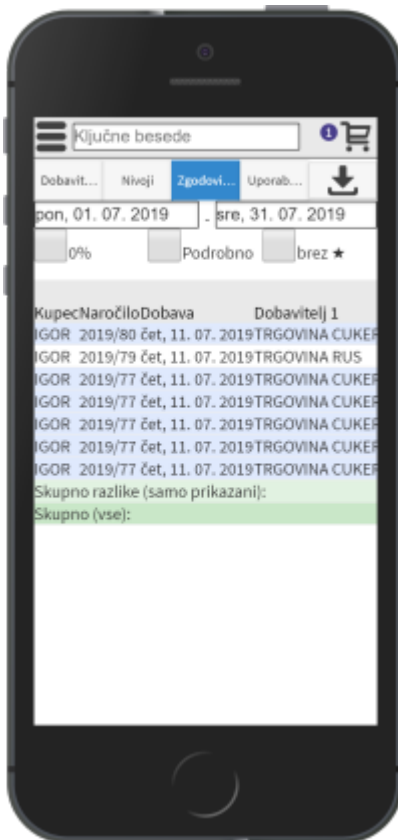 Ključne besede
1
Dobavit... Nivoji Zgodovi... Uporab...
pon, 01. 07. 2019 - sre, 31. 07. 2019
0% Podrobno brez ★
Kupec Naročilo Dobava Dobavitelj 1
IGOR 2019/80 čet, 11. 07. 2019 TRGOVINA CUKER
IGOR 2019/79 čet, 11. 07. 2019 TRGOVINA RUS
IGOR 2019/77 čet, 11. 07. 2019 TRGOVINA CUKER
IGOR 2019/77 čet, 11. 07. 2019 TRGOVINA CUKER
IGOR 2019/77 čet, 11. 07. 2019 TRGOVINA CUKER
IGOR 2019/77 čet, 11. 07. 2019 TRGOVINA CUKER
IGOR 2019/77 čet, 11. 07. 2019 TRGOVINA CUKER
Skupno razlike (samo prikazani):
Skupno (vse):